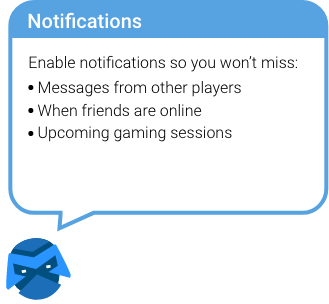 Notifications
Enable notifications so you won't miss:
• Messages from other players
• When friends are online
• Upcoming gaming sessions